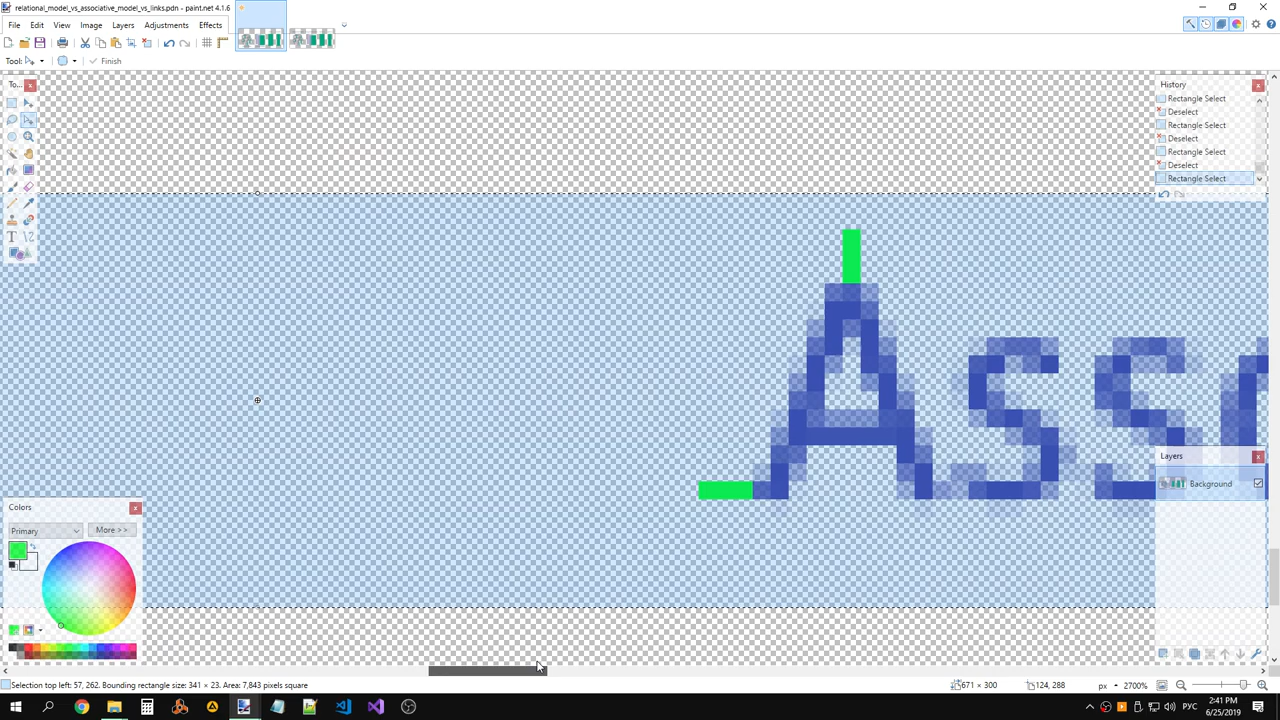 relational_model_vs_associative_model_vs_links.pdn - paint.net 4.1.6
File Edit View Image Layers Adjustments Effects
Tool:
Finish
To...
History
Rectangle Select
Deselect
Rectangle Select
Deselect
Rectangle Select
Deselect
Rectangle Select
Ass
Layers
Background
Colors
Primary
More >>
Selection top left: 57, 262. Bounding rectangle size: 341 × 23. Area: 7,843 pixels square
671 × 300
124, 288
px
2700%
РУС
2:41 PM
6/25/2019